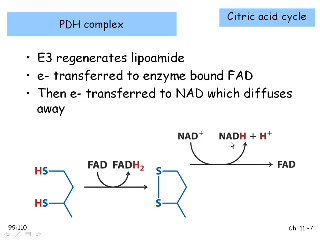 PDH complex
Citric acid cycle
• E3 regenerates lipoamide
• e- transferred to enzyme bound FAD
• Then e- transferred to NAD which diffuses
away
NAD+ NADH + H+
HS FAD FADH2 S FAD
HS S
99-110
Ch. 11-7